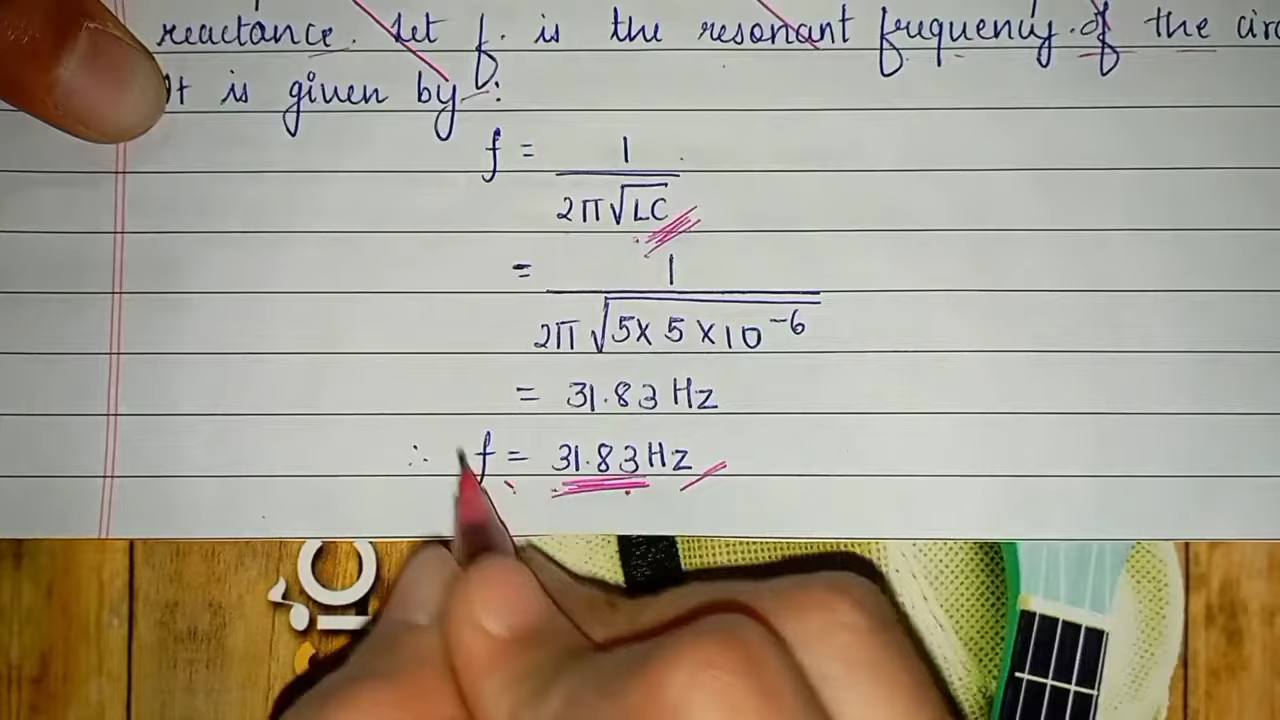 reactance. Let f. is the resonant frequency of the
It is given by :
f = 1 / 2π√LC
= 1 / 2π√5 x 5 x 10^-6
= 31.83 Hz
∴ f = 31.83 Hz